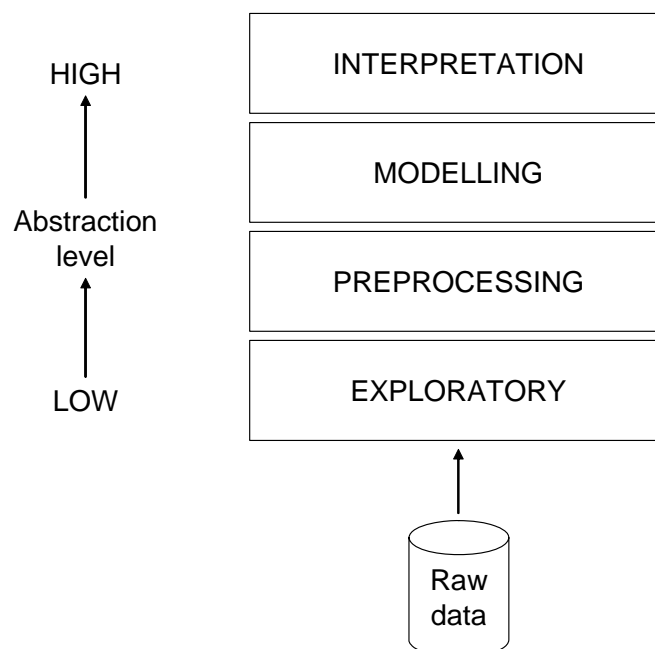 INTERPRETATION
HIGH
MODELLING
Abstraction
level
PREPROCESSING
LOW
EXPLORATORY
Raw
data